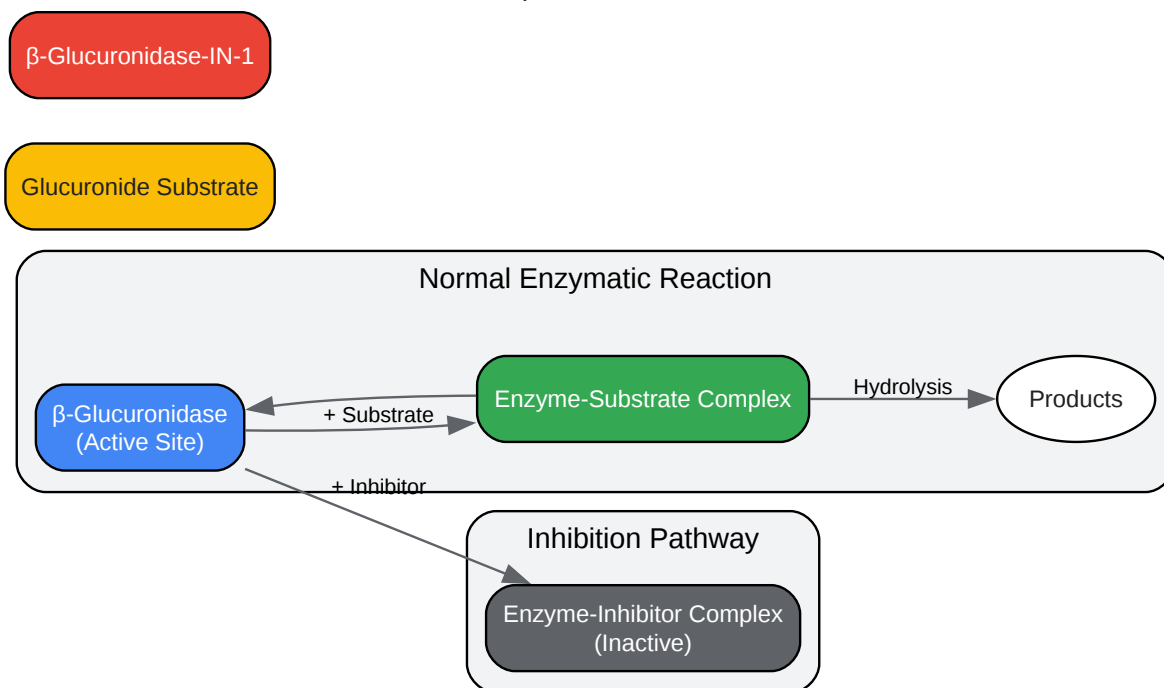 β-Glucuronidase-IN-1
Glucuronide Substrate
Normal Enzymatic Reaction
β-Glucuronidase
(Active Site)
+ Substrate
Enzyme-Substrate Complex
Hydrolysis
Products
+ Inhibitor
Inhibition Pathway
Enzyme-Inhibitor Complex
(Inactive)